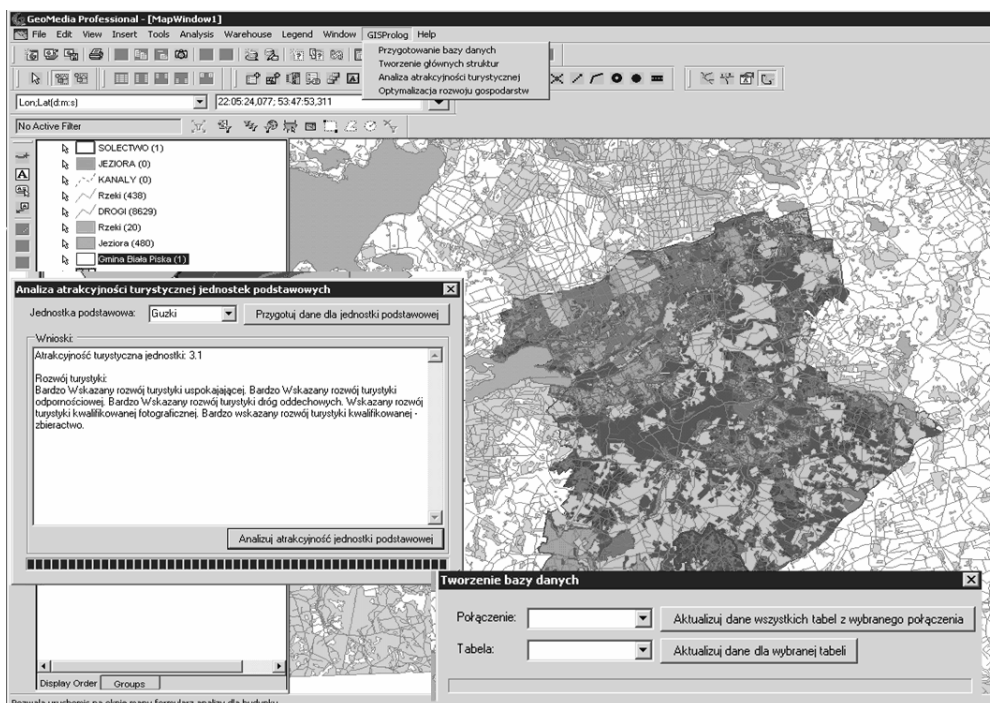 GeoMedia Professional - [MapWindow1]
File Edit View Insert Tools Analysis Warehouse Legend Window GISProlog Help
Przygotowanie bazy danych
Tworzenie głównych struktur
Analiza atrakcyjności turystycznej
Optymalizacja rozwoju gospodarstw
Lon;Lat(d:m:s)
22:05:24,077; 53:47:53,311
No Active Filter
SOLECTWO (1)
JEZIORA (0)
KANALY (0)
Rzeki (438)
DROGI (8629)
Rzeki (20)
Jeziora (480)
Gmina Biała Piska (1)
Analiza atrakcyjności turystycznej jednostek podstawowych
Jednostka podstawowa: Guzki Przygotuj dane dla jednostki podstawowej
Wnioski:
Atrakcyjność turystyczna jednostki: 3.1
Rozwój turystyki:
Bardzo Wskazany rozwój turystyki uspokajającej. Bardzo Wskazany rozwój turystyki
odpornościowej. Bardzo Wskazany rozwój turystyki dróg oddechowych. Wskazany rozwój
turystyki kwalifikowanej fotograficznej. Bardzo wskazany rozwój turystyki kwalifikowanej -
zbieractwo.
Analizuj atrakcyjność jednostki podstawowej
Tworzenie bazy danych
Połączenie: Aktualizuj dane wszystkich tabel z wybranego połączenia
Tabela: Aktualizuj dane dla wybranej tabeli
Display Order Groups